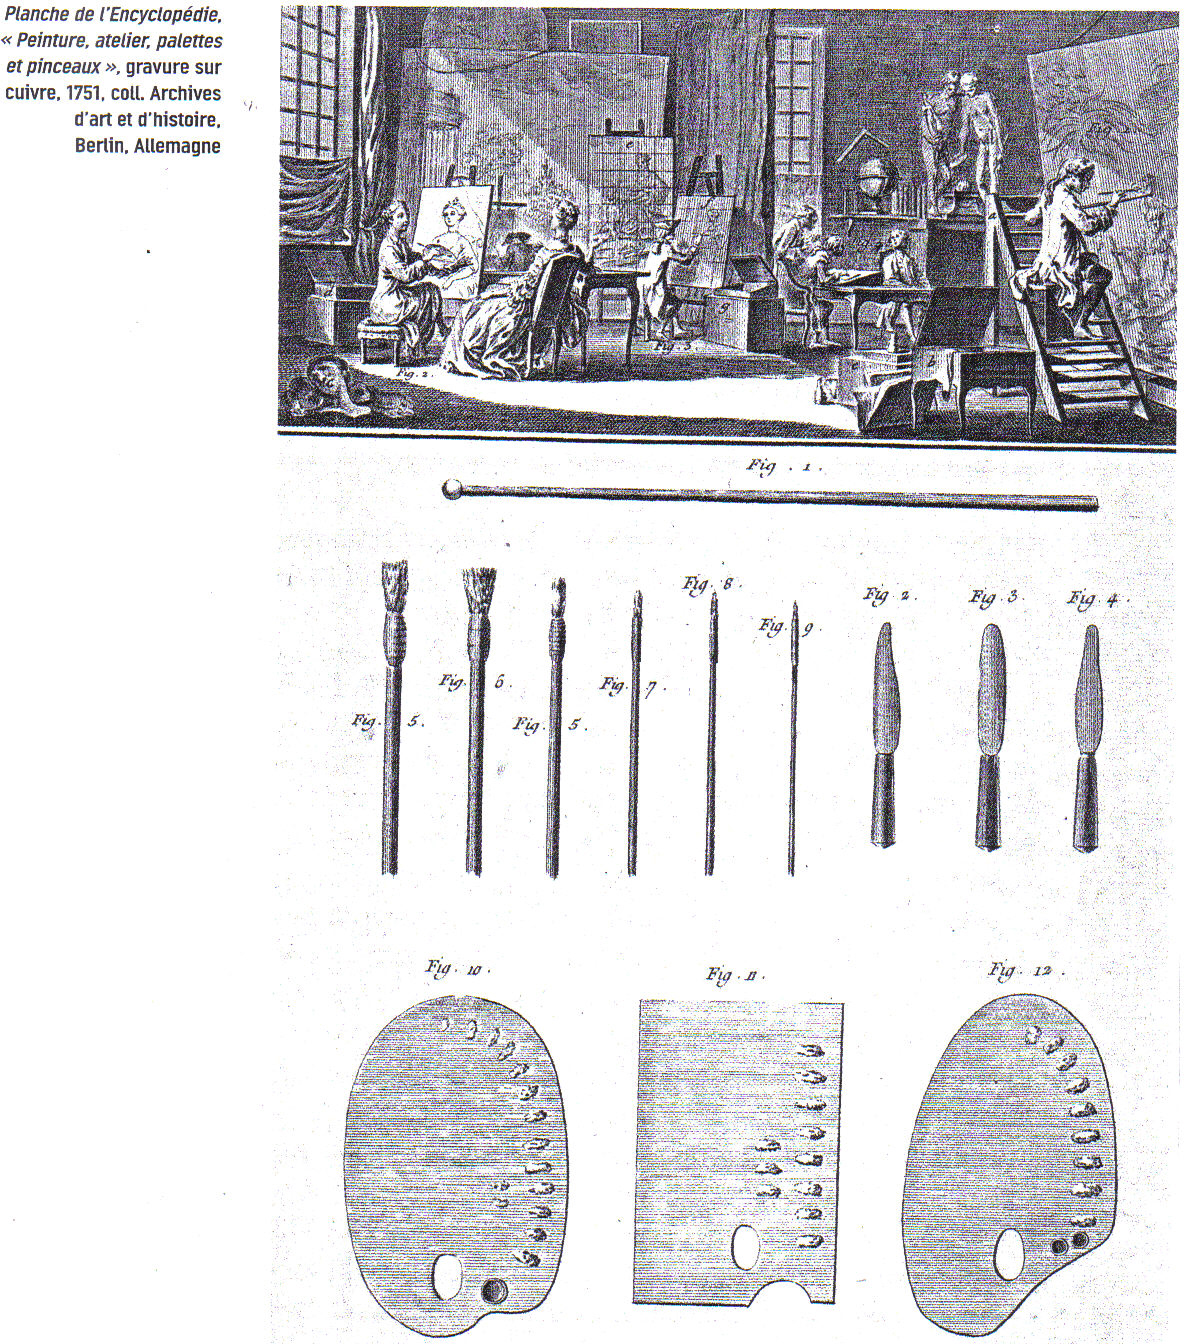 Planche de l'Encyclopédie,
« Peinture, atelier, palettes
et pinceaux », gravure sur
cuivre, 1751, coll. Archives
d'art et d'histoire,
Berlin, Allemagne
Fig. 2.
Fig. 1.
Fig. 8.
Fig. 2.
Fig. 3.
Fig. 4.
Fig. 9.
Fig. 6.
Fig. 7.
Fig. 5.
Fig. 5.
Fig. 10.
Fig. 11.
Fig. 12.